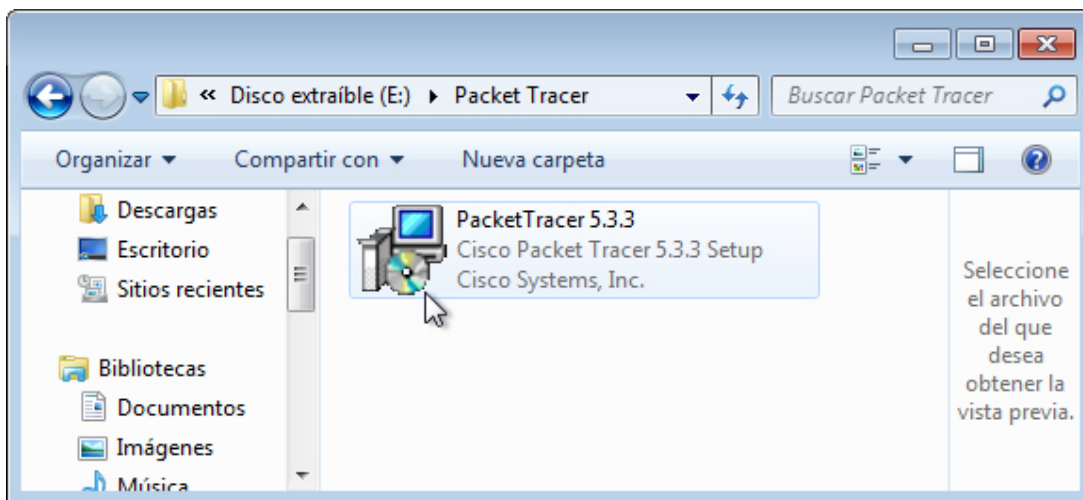 « Disco extraíble (E:) Packet Tracer
Buscar Packet Tracer
Organizar
Compartir con
Nueva carpeta
Descargas
Escritorio
Sitios recientes
Bibliotecas
Documentos
Imágenes
Música
PacketTracer 5.3.3
Cisco Packet Tracer 5.3.3 Setup
Cisco Systems, Inc.
Seleccione
el archivo
del que
desea
obtener la
vista previa.